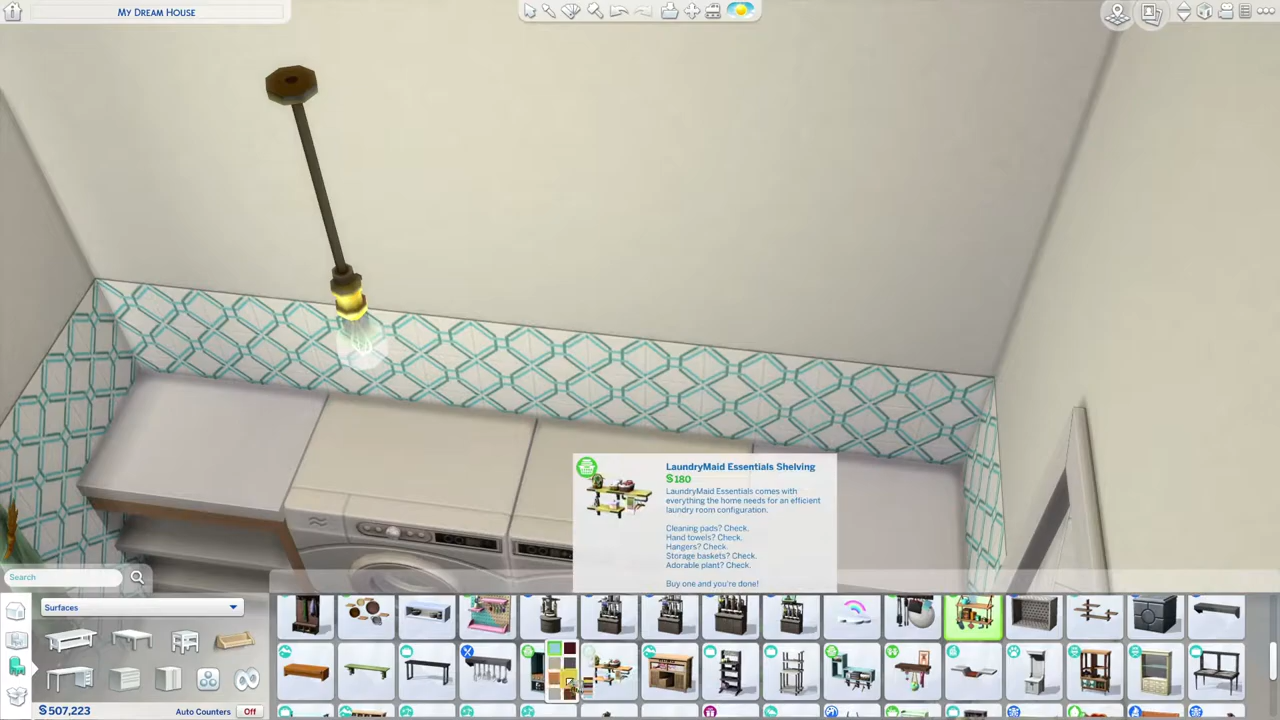 My Dream House
LaundryMaid Essentials Shelving
§180
LaundryMaid Essentials comes with
everything the home needs for an efficient
laundry room configuration.
Cleaning pads? Check.
Hand towels? Check.
Hangers? Check.
Storage baskets? Check.
Adorable plant? Check.
Buy one and you're done!
Search
Surfaces
§507,223
Auto Counters Off